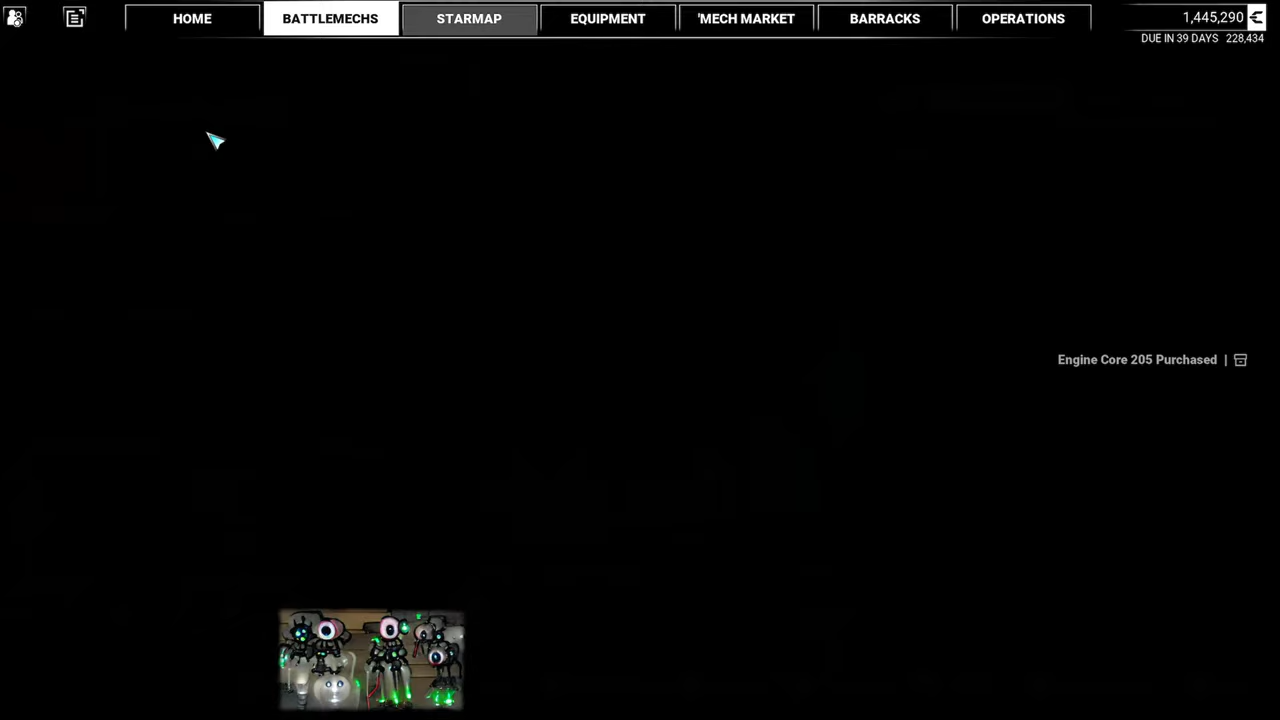 HOME
BATTLEMECHS
STARMAP
EQUIPMENT
'MECH MARKET
BARRACKS
OPERATIONS
1,445,290
DUE IN 39 DAYS 228,434
Engine Core 205 Purchased |